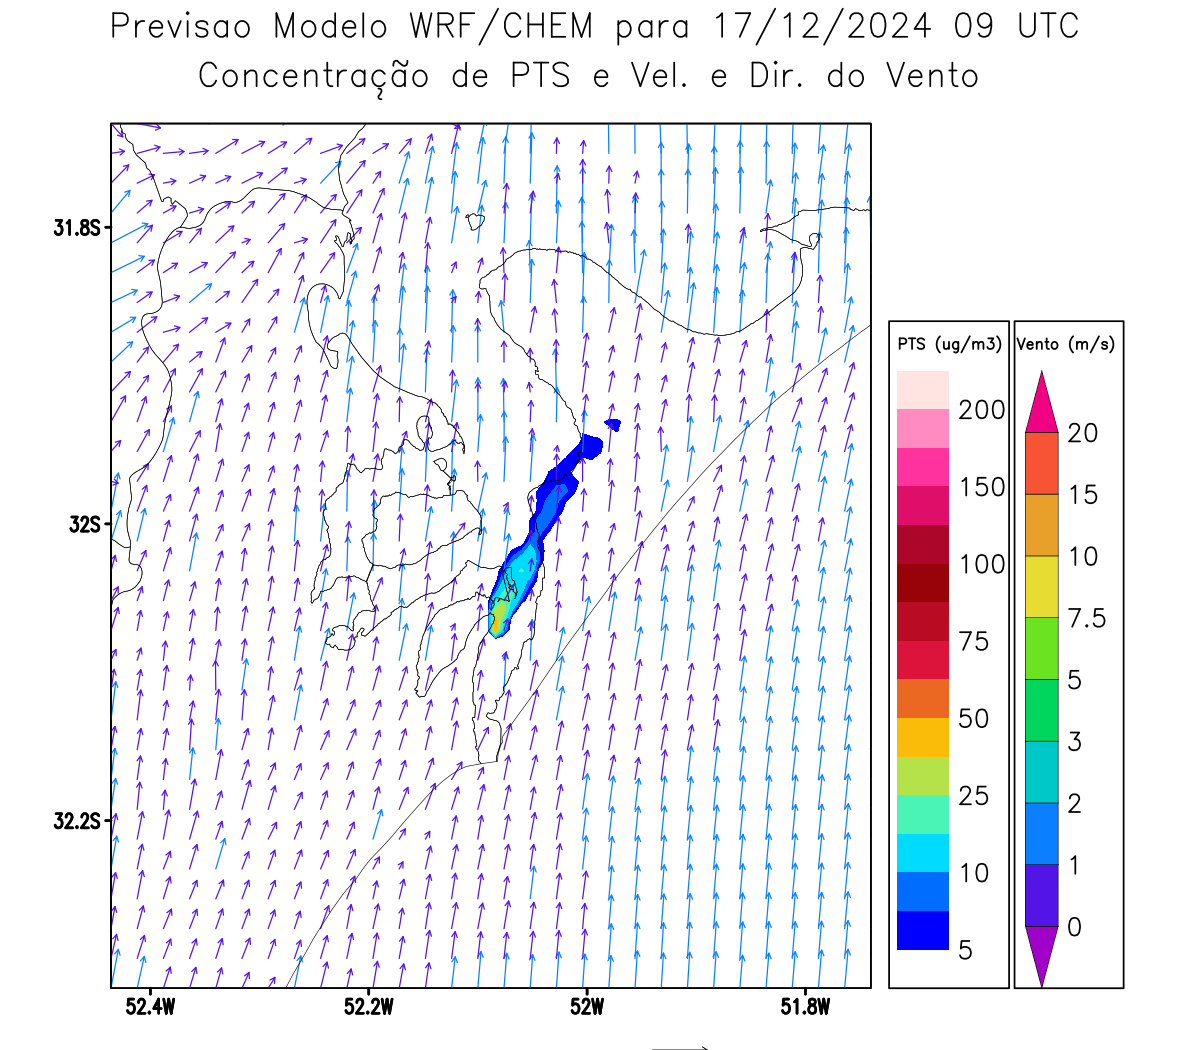 Previsao Modelo WRF/CHEM para 17/12/2024 09 UTC
Concentração de PTS e Vel. e Dir. do Vento
31.8S
32S
32.2S
52.4W 52.2W 52W 51.8W
PTS (ug/m3)
200
150
100
75
50
25
10
5
Vento (m/s)
20
15
10
7.5
5
3
2
1
0